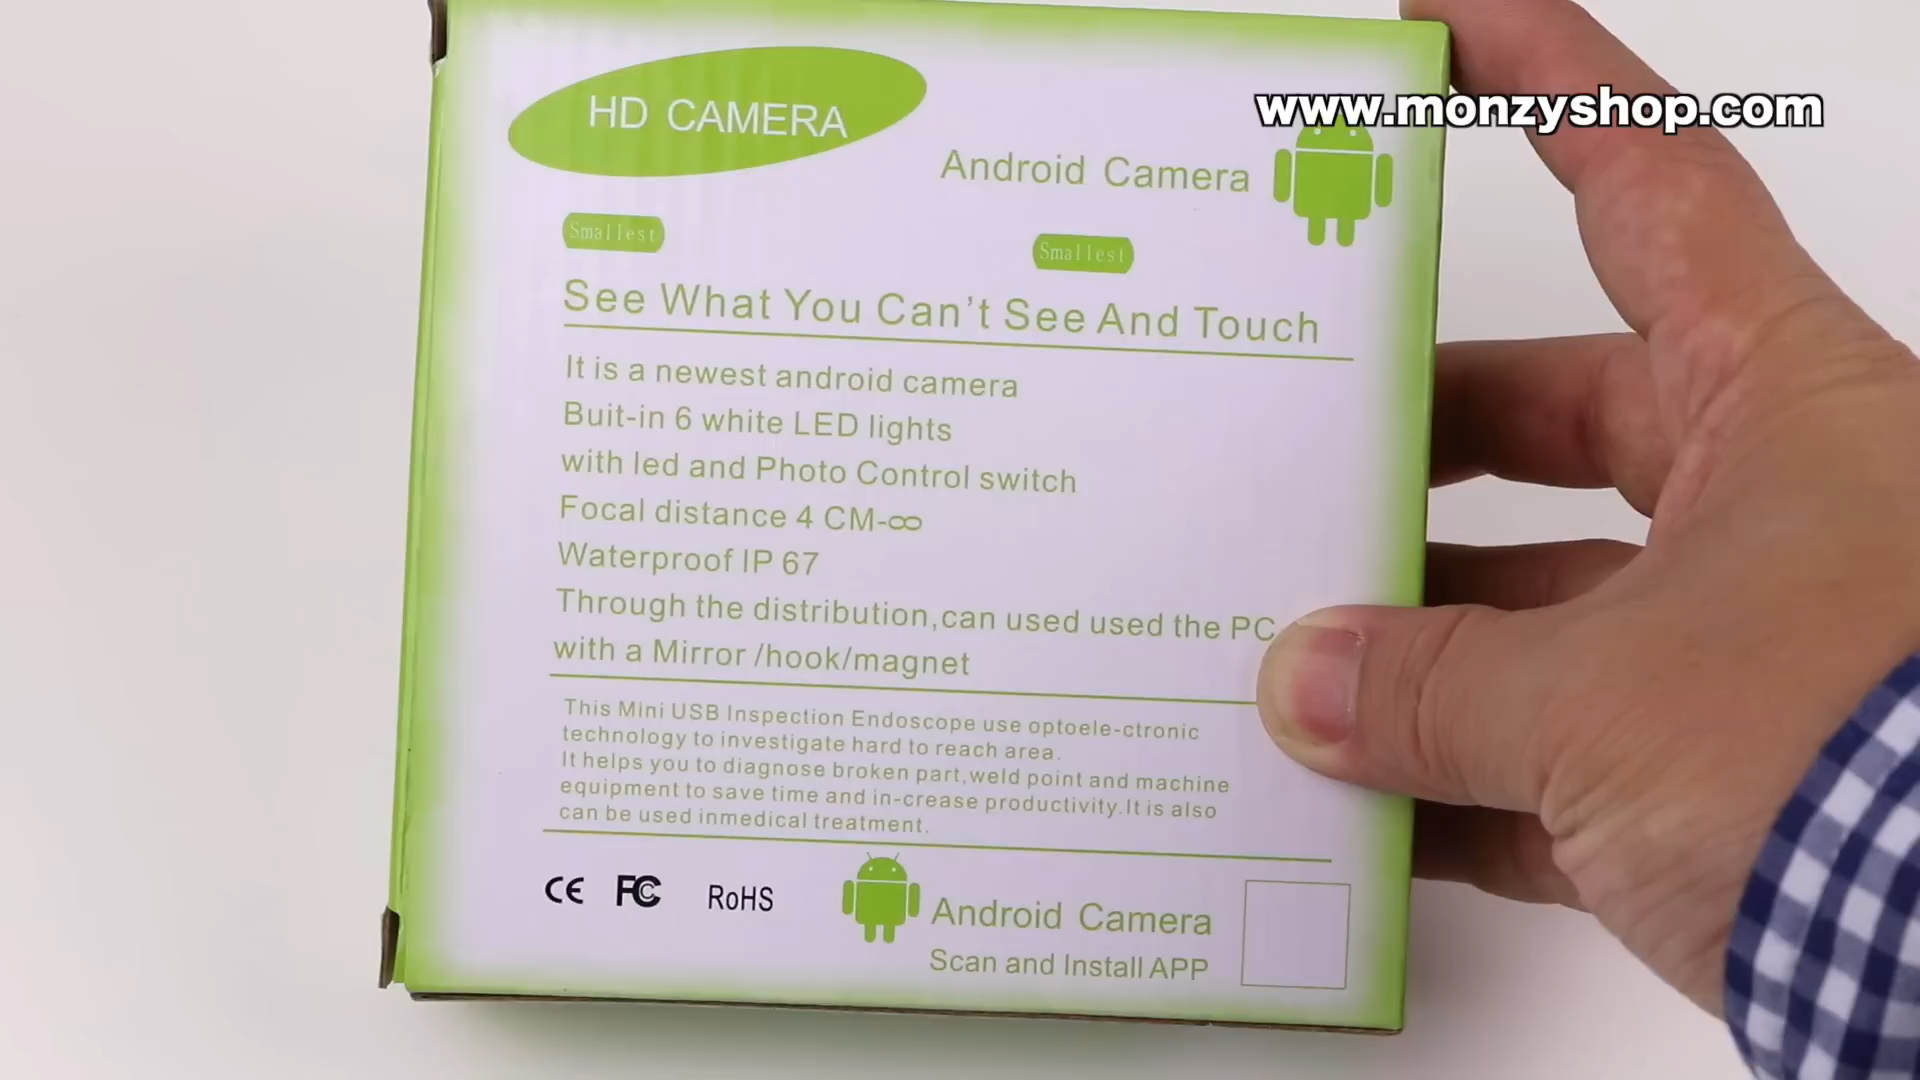 www.monzyshop.com
HD CAMERA
Android Camera
Smallest
Smallest
See What You Can't See And Touch
It is a newest android camera
Buit-in 6 white LED lights
with led and Photo Control switch
Focal distance 4 CM-∞
Waterproof IP 67
Through the distribution,can used used the PC
with a Mirror /hook/magnet
This Mini USB Inspection Endoscope use optoele-ctronic
technology to investigate hard to reach area.
It helps you to diagnose broken part,weld point and machine
equipment to save time and in-crease productivity.It is also
can be used inmedical treatment.
CE FC RoHS
Android Camera
Scan and Install APP